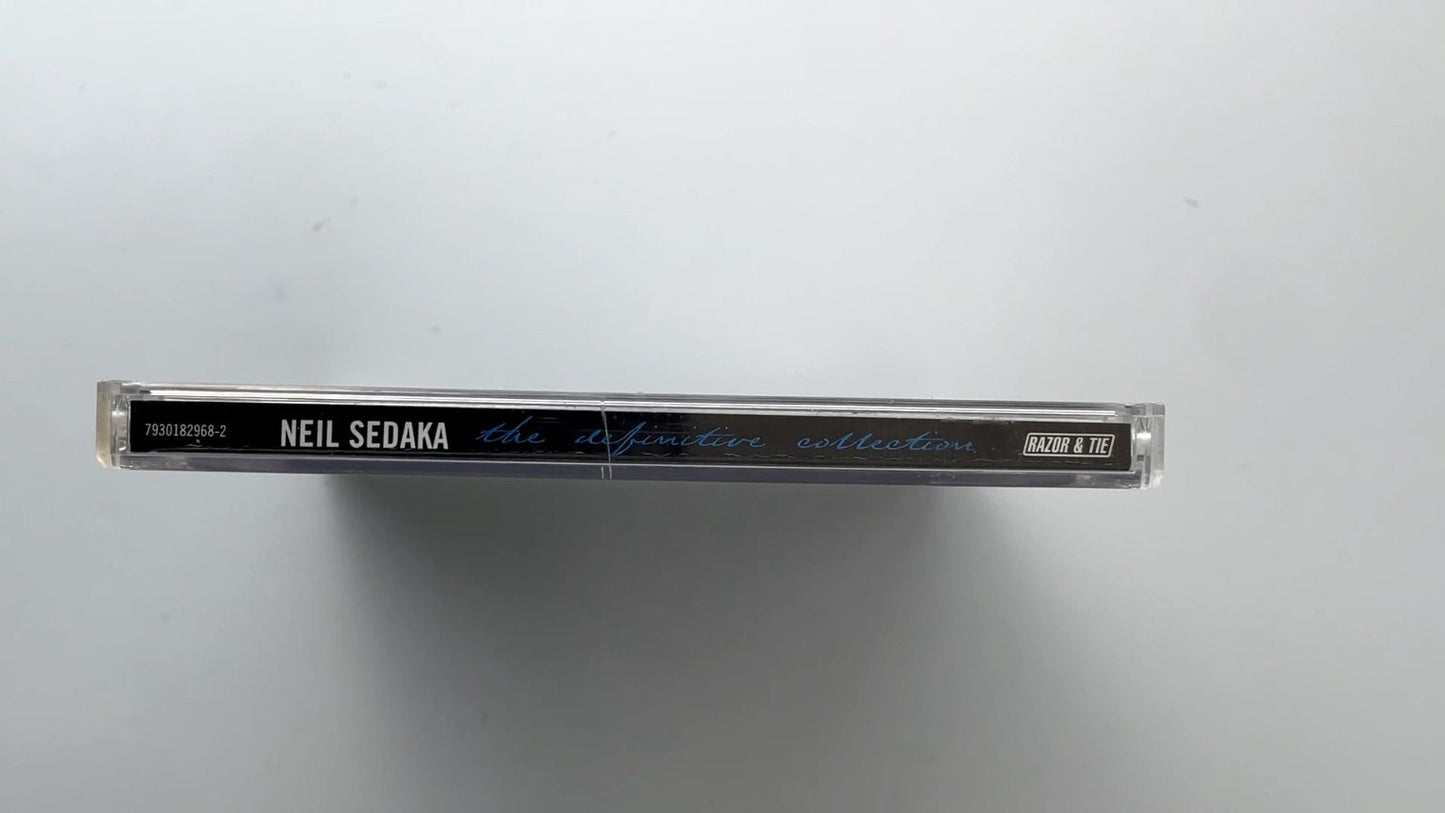 7930182968-2 NEIL SEDAKA the definitive collection RAZOR & TIE